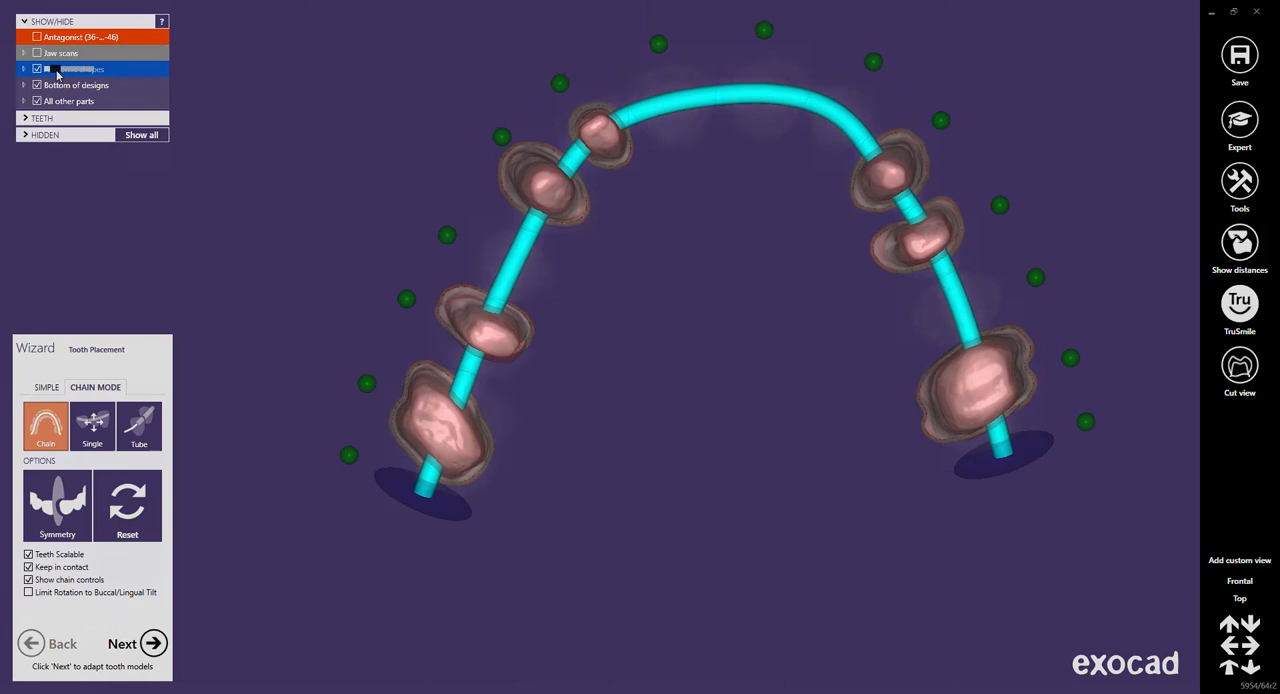 SHOW/HIDE ?
Antagonist (36-...-46)
Jaw scans
Bottom of designs
All other parts
TEETH
HIDDEN Show all
Wizard Tooth Placement
SIMPLE CHAIN MODE
Chain Single Tube
OPTIONS
Symmetry Reset
Teeth Scalable
Keep in contact
Show chain controls
Limit Rotation to Buccal/Lingual Tilt
Back Next
Click 'Next' to adapt tooth models
Save
Expert
Tools
Show distances
Tru
TruSmile
Cut view
Add custom view
Frontal
Top
exocad
5954/64r2